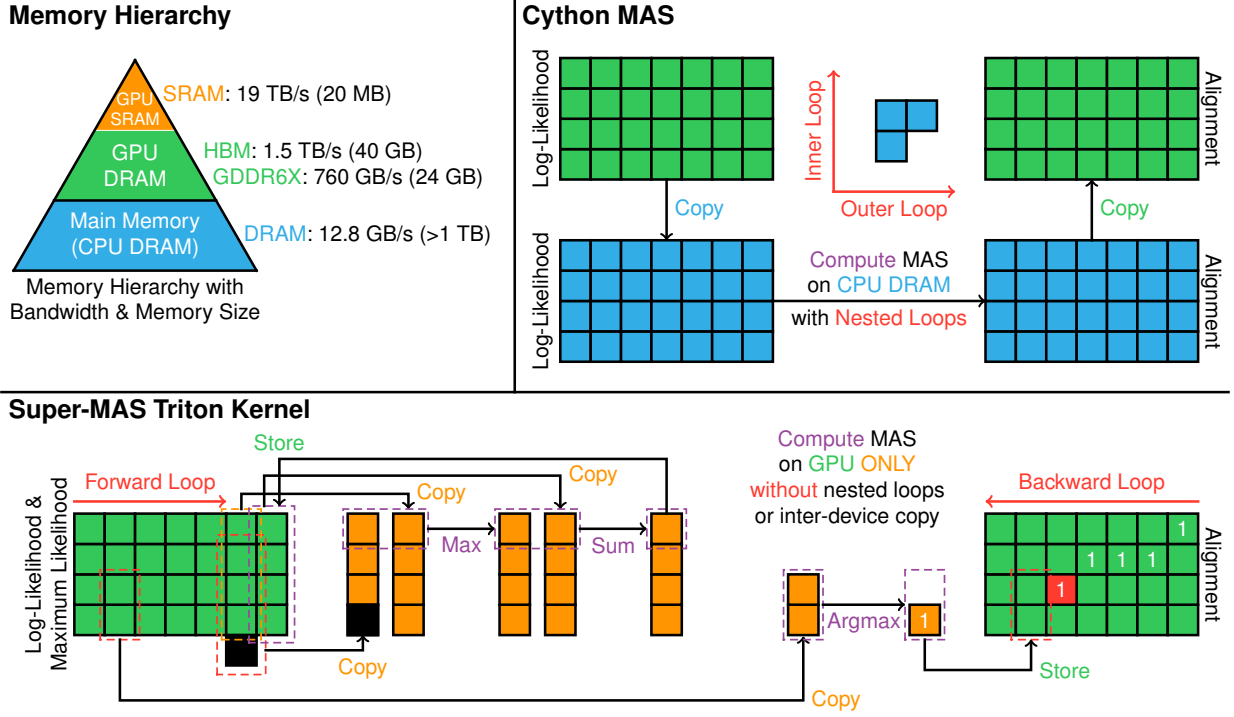 Memory Hierarchy
GPU
SRAM
SRAM: 19 TB/s (20 MB)
GPU
DRAM
HBM: 1.5 TB/s (40 GB)
GDDR6X: 760 GB/s (24 GB)
Main Memory
(CPU DRAM)
DRAM: 12.8 GB/s (>1 TB)
Memory Hierarchy with
Bandwidth & Memory Size
Cython MAS
Log-Likelihood
Inner Loop
Outer Loop
Alignment
Copy
Copy
Log-Likelihood
Compute MAS
on CPU DRAM
with Nested Loops
Alignment
Super-MAS Triton Kernel
Log-Likelihood &
Maximum Likelihood
Forward Loop
Store
Copy
Copy
Max
Sum
Copy
Copy
Compute MAS
on GPU ONLY
without nested loops
or inter-device copy
Argmax
1
Store
Backward Loop
1
1 1 1
1
Alignment